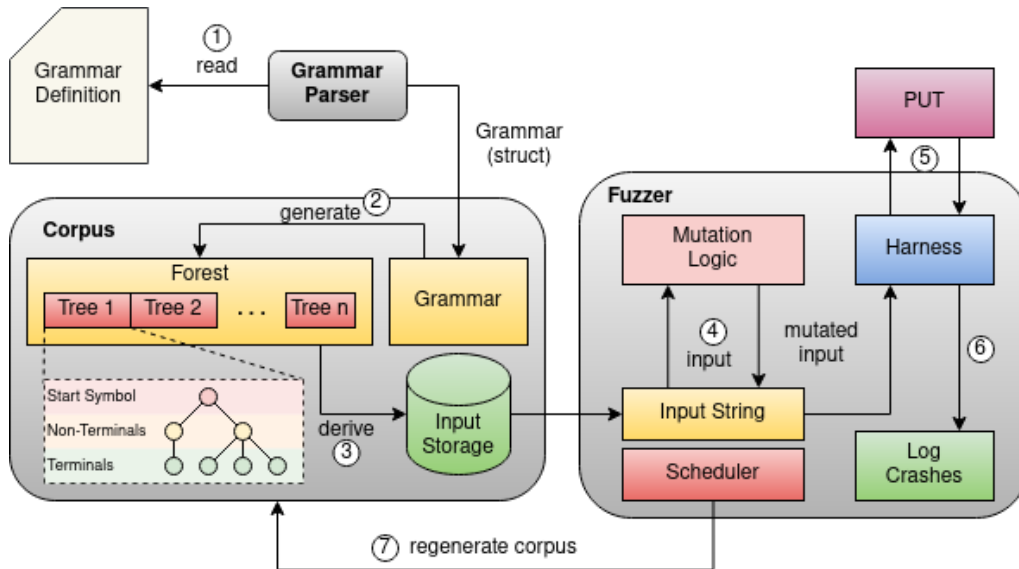 1
read
Grammar
Definition
Grammar
Parser
Grammar
(struct)
PUT
5
Corpus
generate 2
Forest
Tree 1
Tree 2
...
Tree n
Grammar
Start Symbol
Non-Terminals
Terminals
derive
3
Input
Storage
Fuzzer
Mutation
Logic
Harness
4
input
mutated
input
6
Input String
Scheduler
Log
Crashes
7 regenerate corpus